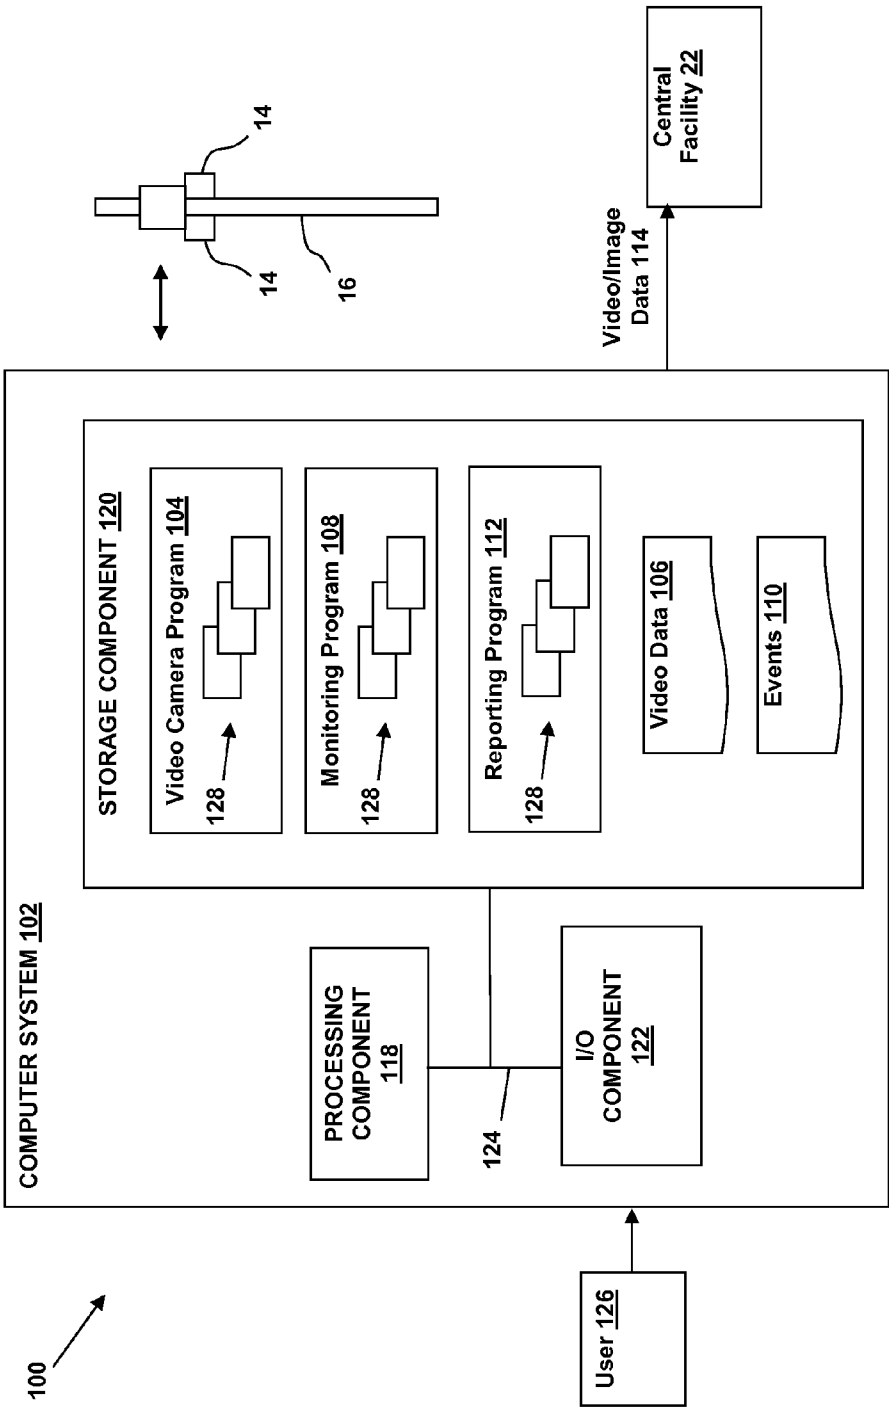 100
COMPUTER SYSTEM 102
STORAGE COMPONENT 120
Video Camera Program 104
128
Monitoring Program 108
128
Reporting Program 112
128
Video Data 106
Events 110
PROCESSING
COMPONENT
118
124
I/O
COMPONENT
122
User 126
14
14
16
Video/Image
Data 114
Central
Facility 22